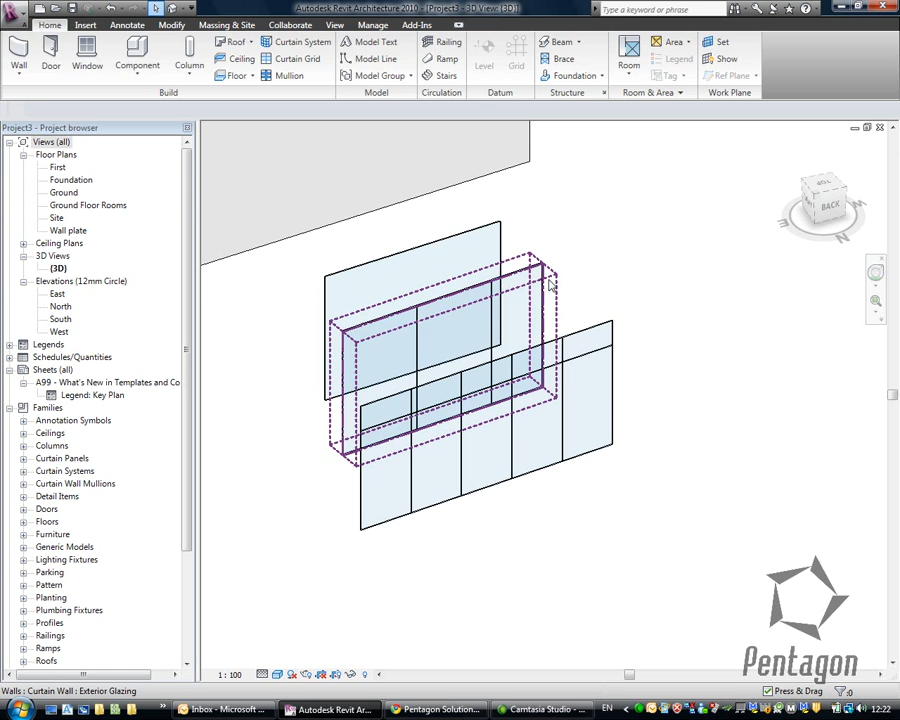 Autodesk Revit Architecture 2010 - [Project3 - 3D View: {3D}]
Type a keyword or phrase
Home Insert Annotate Modify Massing & Site Collaborate View Manage Add-Ins
Wall Door Window Component Column
Roof Curtain System
Ceiling Curtain Grid
Floor Mullion
Model Text
Model Line
Model Group
Railing
Ramp
Stairs
Level Grid
Beam
Brace
Foundation
Room
Area
Legend
Tag
Set
Show
Ref Plane
Build Model Circulation Datum Structure Room & Area Work Plane
Project3 - Project browser
Views (all)
Floor Plans
First
Foundation
Ground
Ground Floor Rooms
Site
Wall plate
Ceiling Plans
3D Views
{3D}
Elevations (12mm Circle)
East
North
South
West
Legends
Schedules/Quantities
Sheets (all)
A99 - What's New in Templates and Co
Legend: Key Plan
Families
Annotation Symbols
Ceilings
Columns
Curtain Panels
Curtain Systems
Curtain Wall Mullions
Detail Items
Doors
Floors
Furniture
Generic Models
Lighting Fixtures
Parking
Pattern
Planting
Plumbing Fixtures
Profiles
Railings
Ramps
Roofs
TOP
BACK
Pentagon
1 : 100
Walls : Curtain Wall : Exterior Glazing
Press & Drag
:0
Inbox - Microsoft ...
Autodesk Revit Ar...
Pentagon Solution...
Camtasia Studio - ...
EN
12:22